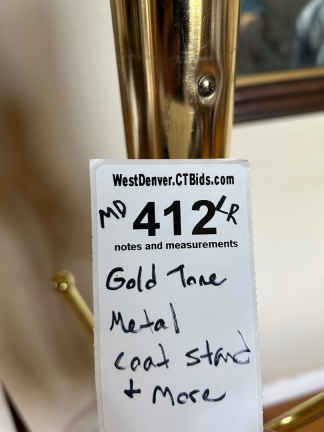 WestDenver.CTBids.com
MD 412 LR
notes and measurements
Gold Tone
Metal
coat stand
+ More